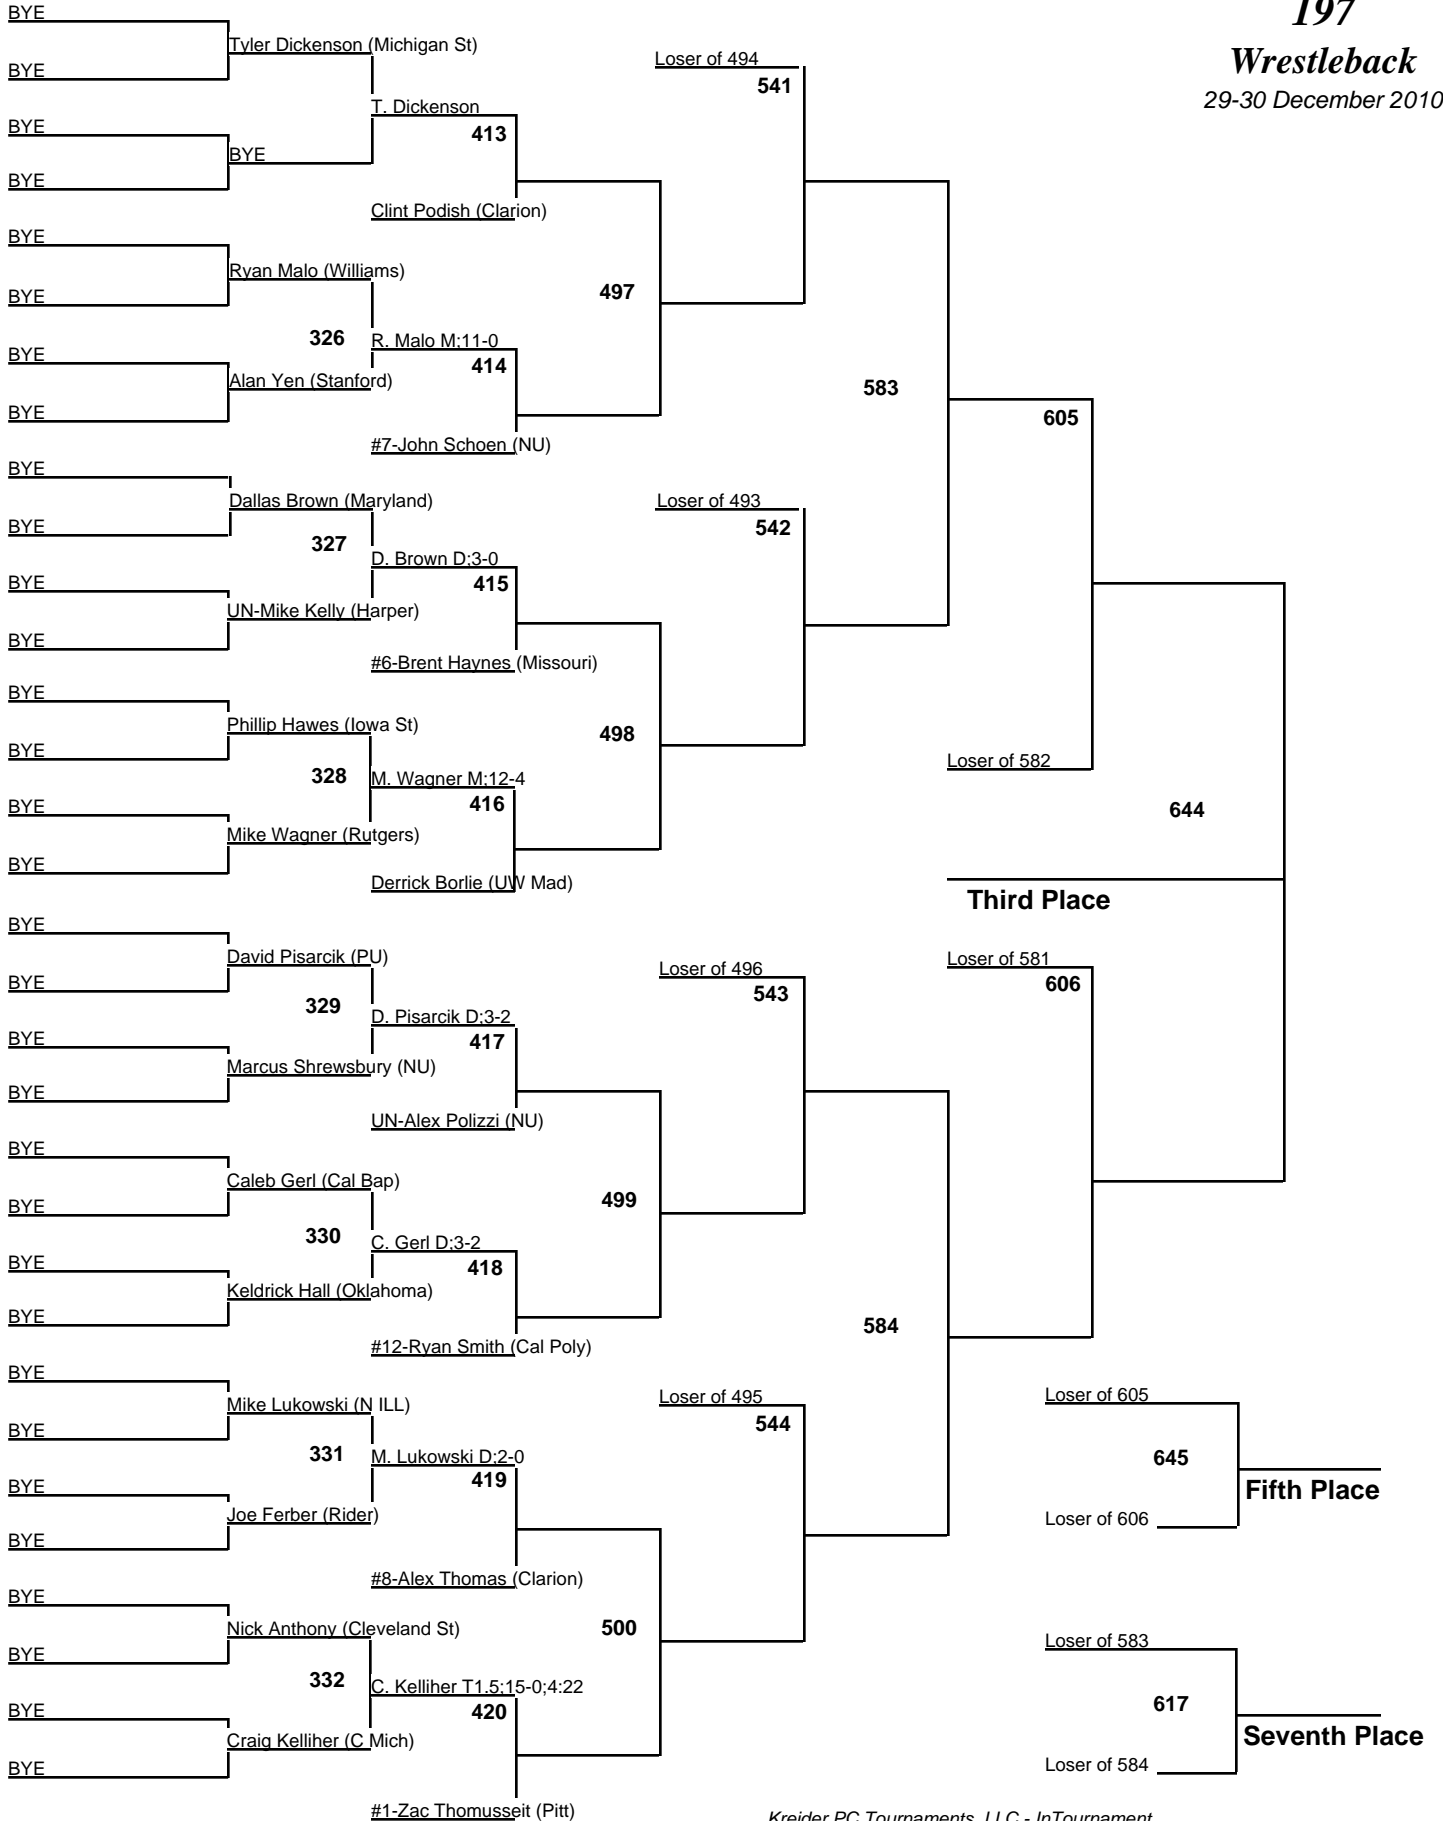 197
Wrestleback
29-30 December 2010
BYE
Tyler Dickenson (Michigan St)
BYE
T. Dickenson
413
BYE
BYE
BYE
Clint Podish (Clarion)
BYE
Ryan Malo (Williams)
BYE
326
R. Malo M;11-0
414
BYE
Alan Yen (Stanford)
BYE
#7-John Schoen (NU)
BYE
Dallas Brown (Maryland)
BYE
327
D. Brown D;3-0
415
BYE
UN-Mike Kelly (Harper)
BYE
#6-Brent Haynes (Missouri)
BYE
Phillip Hawes (Iowa St)
BYE
328
M. Wagner M;12-4
416
BYE
Mike Wagner (Rutgers)
BYE
Derrick Borlie (UW Mad)
BYE
David Pisarcik (PU)
BYE
329
D. Pisarcik D;3-2
417
BYE
Marcus Shrewsbury (NU)
BYE
UN-Alex Polizzi (NU)
BYE
Caleb Gerl (Cal Bap)
BYE
330
C. Gerl D;3-2
418
BYE
Keldrick Hall (Oklahoma)
BYE
#12-Ryan Smith (Cal Poly)
BYE
Mike Lukowski (N ILL)
BYE
331
M. Lukowski D;2-0
419
BYE
Joe Ferber (Rider)
BYE
#8-Alex Thomas (Clarion)
BYE
Nick Anthony (Cleveland St)
BYE
332
C. Kelliher T1.5;15-0;4:22
420
BYE
Craig Kelliher (C Mich)
BYE
#1-Zac Thomusseit (Pitt)
Loser of 494
541
497
583
Loser of 493
542
498
605
Loser of 582
644
Third Place
Loser of 496
543
499
Loser of 581
606
584
Loser of 495
544
500
Loser of 605
645
Fifth Place
Loser of 606
Loser of 583
617
Seventh Place
Loser of 584
Kreider PC Tournaments, LLC - InTournament